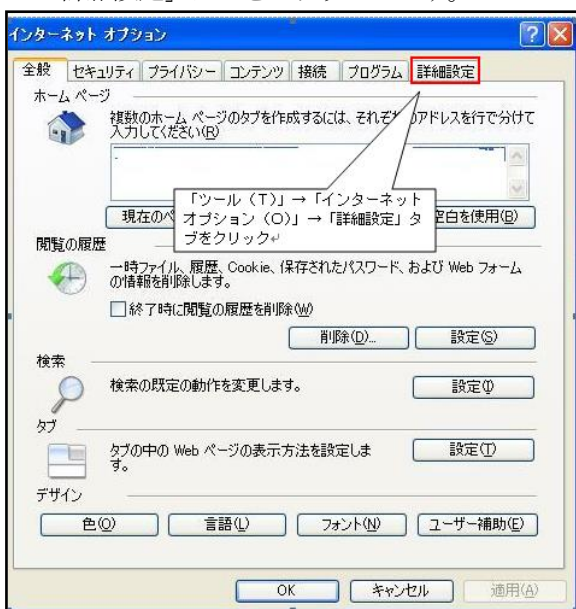 インターネット オプション
全般 セキュリティ プライバシー コンテンツ 接続 プログラム 詳細設定
ホーム ページ
複数のホーム ページのタブを作成するには、それぞれのアドレスを行で分けて
入力してください(R)
「ツール（T）」→「インターネット
オプション（O）」→「詳細設定」タ
ブをクリック↵
現在のペ
空白を使用(B)
閲覧の履歴
一時ファイル、履歴、Cookie、保存されたパスワード、および Web フォーム
の情報を削除します。
終了時に閲覧の履歴を削除(W)
削除(D)... 設定(S)
検索
検索の既定の動作を変更します。 設定(I)
タブ
タブの中の Web ページの表示方法を設定しま
す。
設定(T)
デザイン
色(O) 言語(L) フォント(N) ユーザー補助(E)
OK キャンセル 適用(A)